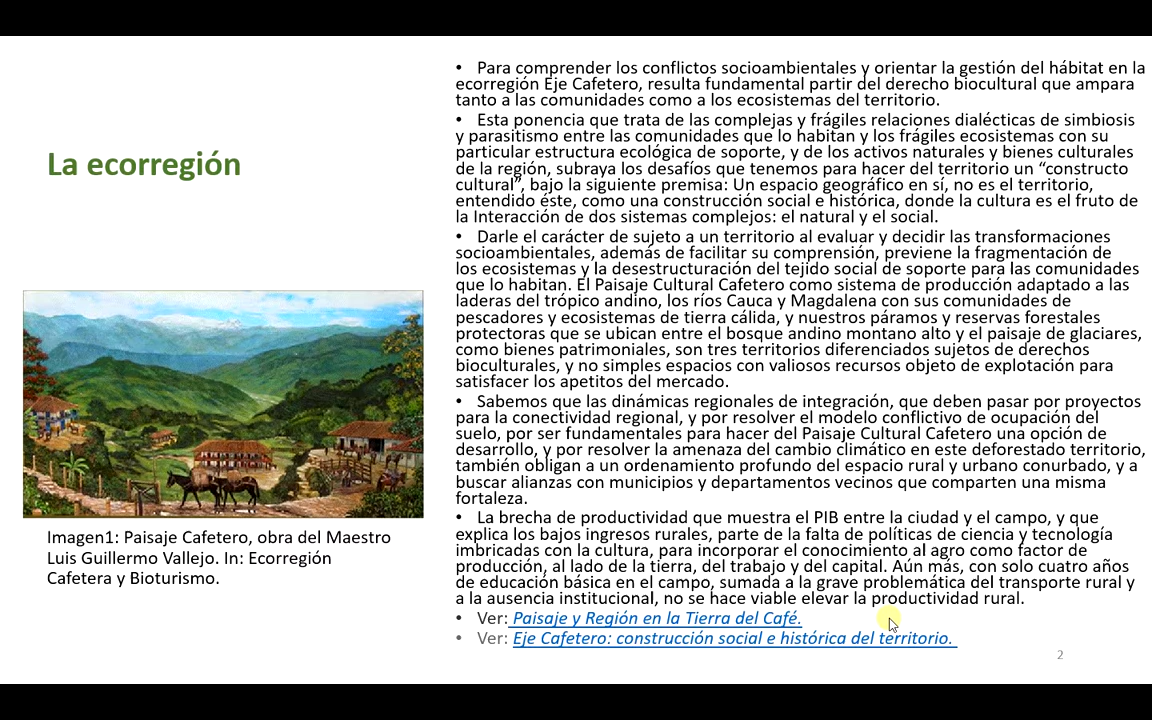 La ecorregión
Imagen1: Paisaje Cafetero, obra del Maestro
Luis Guillermo Vallejo. In: Ecorregión
Cafetera y Bioturismo.
• Para comprender los conflictos socioambientales y orientar la gestión del hábitat en la
ecorregión Eje Cafetero, resulta fundamental partir del derecho biocultural que ampara
tanto a las comunidades como a los ecosistemas del territorio.
• Esta ponencia que trata de las complejas y frágiles relaciones dialécticas de simbiosis
y parasitismo entre las comunidades que lo habitan y los frágiles ecosistemas con su
particular estructura ecológica de soporte, y de los activos naturales y bienes culturales
de la región, subraya los desafíos que tenemos para hacer del territorio un “constructo
cultural”, bajo la siguiente premisa: Un espacio geográfico en sí, no es el territorio,
entendido éste, como una construcción social e histórica, donde la cultura es el fruto de
la Interacción de dos sistemas complejos: el natural y el social.
• Darle el carácter de sujeto a un territorio al evaluar y decidir las transformaciones
socioambientales, además de facilitar su comprensión, previene la fragmentación de
los ecosistemas y la desestructuración del tejido social de soporte para las comunidades
que lo habitan. El Paisaje Cultural Cafetero como sistema de producción adaptado a las
laderas del trópico andino, los ríos Cauca y Magdalena con sus comunidades de
pescadores y ecosistemas de tierra cálida, y nuestros páramos y reservas forestales
protectoras que se ubican entre el bosque andino montano alto y el paisaje de glaciares,
como bienes patrimoniales, son tres territorios diferenciados sujetos de derechos
bioculturales, y no simples espacios con valiosos recursos objeto de explotación para
satisfacer los apetitos del mercado.
• Sabemos que las dinámicas regionales de integración, que deben pasar por proyectos
para la conectividad regional, y por resolver el modelo conflictivo de ocupación del
suelo, por ser fundamentales para hacer del Paisaje Cultural Cafetero una opción de
desarrollo, y por resolver la amenaza del cambio climático en este deforestado territorio,
también obligan a un ordenamiento profundo del espacio rural y urbano conurbado, y a
buscar alianzas con municipios y departamentos vecinos que comparten una misma
fortaleza.
• La brecha de productividad que muestra el PIB entre la ciudad y el campo, y que
explica los bajos ingresos rurales, parte de la falta de políticas de ciencia y tecnología
imbricadas con la cultura, para incorporar el conocimiento al agro como factor de
producción, al lado de la tierra, del trabajo y del capital. Aún más, con solo cuatro años
de educación básica en el campo, sumada a la grave problemática del transporte rural y
a la ausencia institucional, no se hace viable elevar la productividad rural.
• Ver: Paisaje y Región en la Tierra del Café.
• Ver: Eje Cafetero: construcción social e histórica del territorio.
2